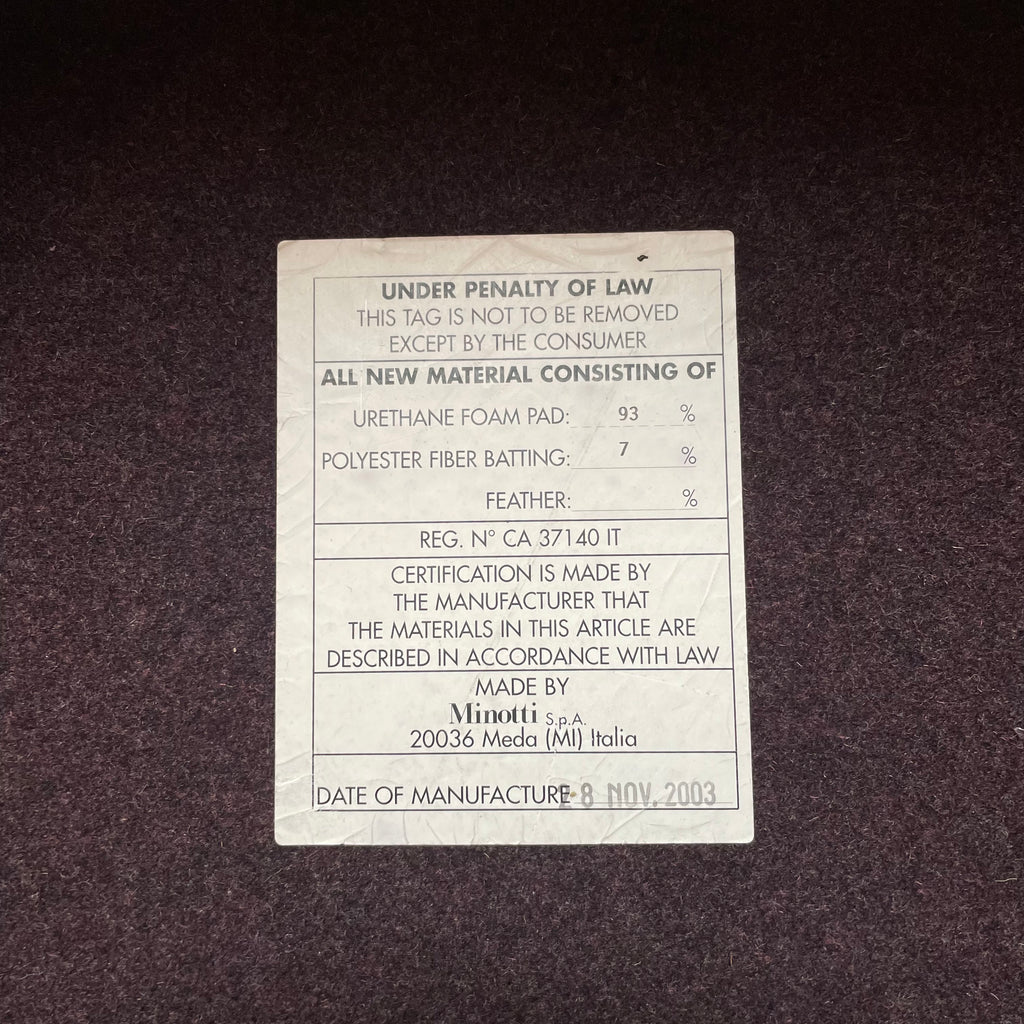 UNDER PENALTY OF LAW
THIS TAG IS NOT TO BE REMOVED
EXCEPT BY THE CONSUMER
ALL NEW MATERIAL CONSISTING OF
URETHANE FOAM PAD: 93 %
POLYESTER FIBER BATTING: 7 %
FEATHER: %
REG. N° CA 37140 IT
CERTIFICATION IS MADE BY
THE MANUFACTURER THAT
THE MATERIALS IN THIS ARTICLE ARE
DESCRIBED IN ACCORDANCE WITH LAW
MADE BY
Minotti S.p.A.
20036 Meda (MI) Italia
DATE OF MANUFACTURE 28 NOV. 2003